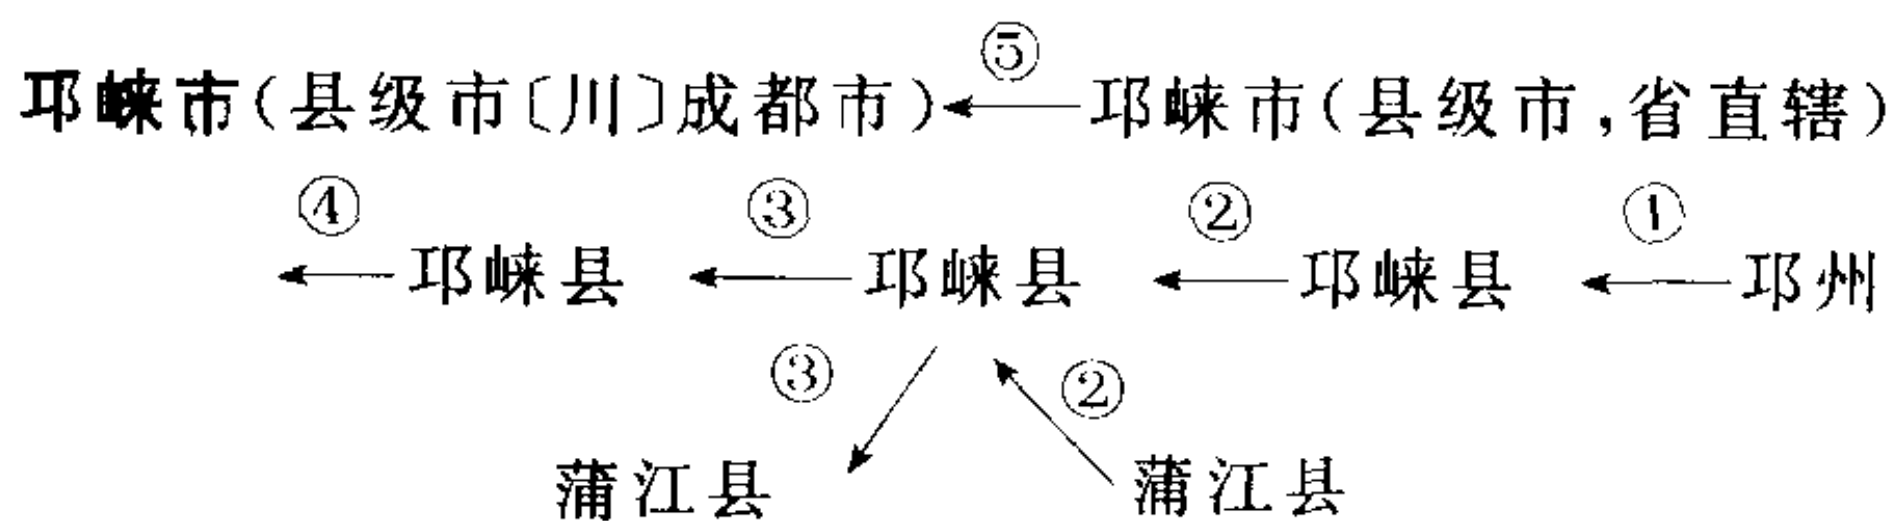 ⑤
邛崃市(县级市〔川〕成都市)←邛崃市(县级市,省直辖)
④ ③ ② ①
←邛崃县←邛崃县←邛崃县←邛州
③ ②
蒲江县 蒲江县